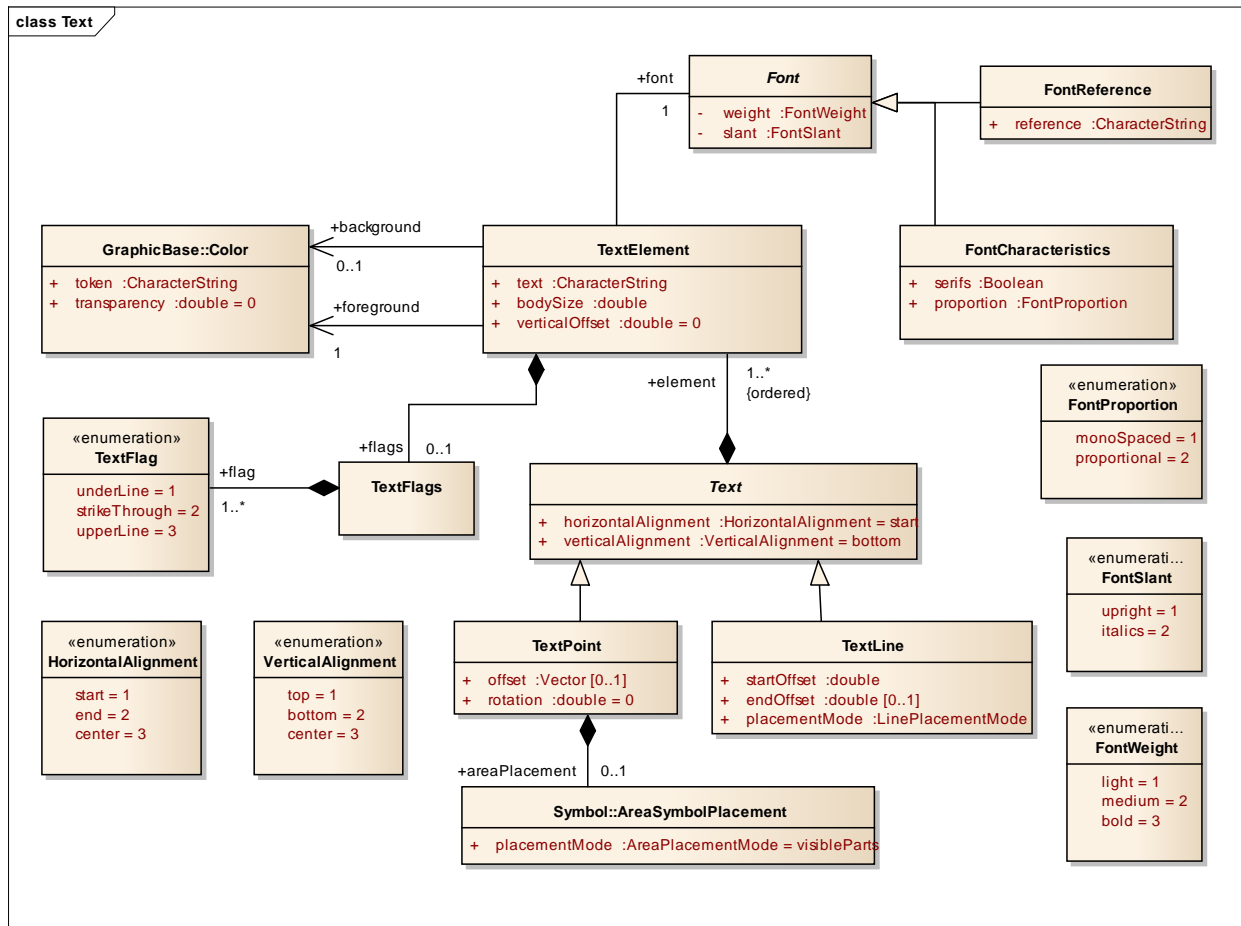 class Text
Font
- weight :FontWeight
- slant :FontSlant
+font
1
FontReference
+ reference :CharacterString
GraphicBase::Color
+ token :CharacterString
+ transparency :double = 0
+background
0..1
+foreground
1
TextElement
+ text :CharacterString
+ bodySize :double
+ verticalOffset :double = 0
FontCharacteristics
+ serifs :Boolean
+ proportion :FontProportion
+element
1..*
{ordered}
«enumeration»
FontProportion
monoSpaced = 1
proportional = 2
«enumeration»
TextFlag
underLine = 1
strikeThrough = 2
upperLine = 3
+flag
1..*
+flags
0..1
TextFlags
Text
+ horizontalAlignment :HorizontalAlignment = start
+ verticalAlignment :VerticalAlignment = bottom
«enumerati...
FontSlant
upright = 1
italics = 2
«enumeration»
HorizontalAlignment
start = 1
end = 2
center = 3
«enumeration»
VerticalAlignment
top = 1
bottom = 2
center = 3
TextPoint
+ offset :Vector [0..1]
+ rotation :double = 0
TextLine
+ startOffset :double
+ endOffset :double [0..1]
+ placementMode :LinePlacementMode
«enumerati...
FontWeight
light = 1
medium = 2
bold = 3
+areaPlacement
0..1
Symbol::AreaSymbolPlacement
+ placementMode :AreaPlacementMode = visibleParts